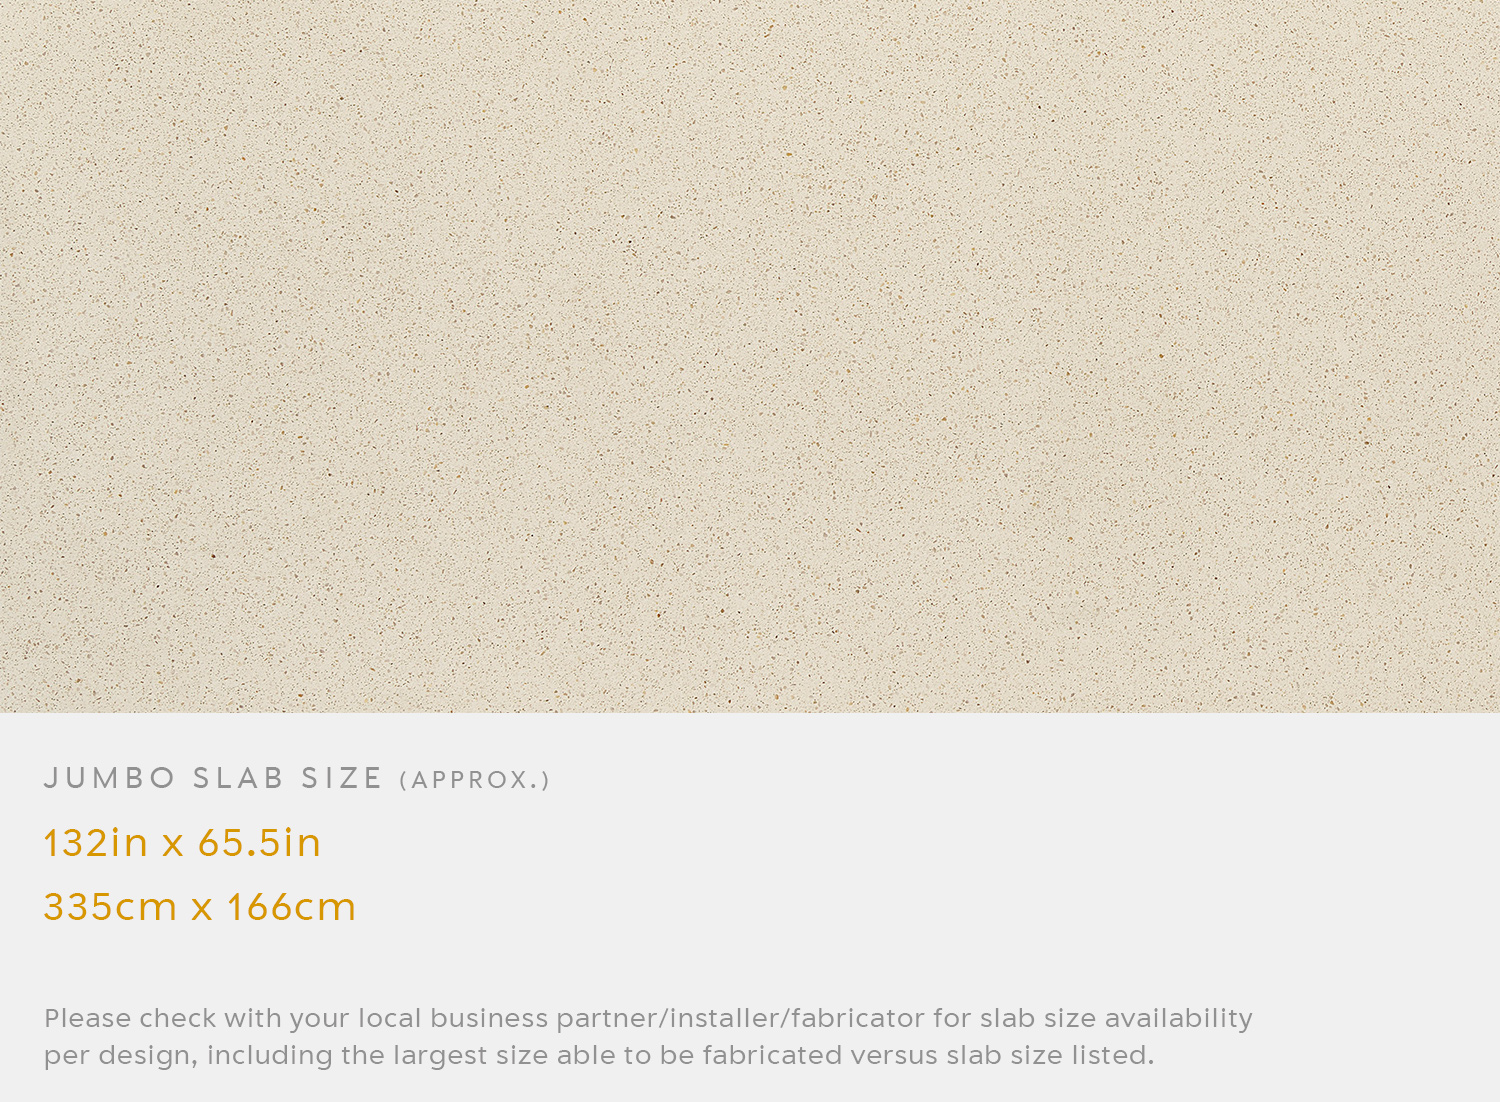 JUMBO SLAB SIZE (APPROX.)
132in x 65.5in
335cm x 166cm
Please check with your local business partner/installer/fabricator for slab size availability
per design, including the largest size able to be fabricated versus slab size listed.